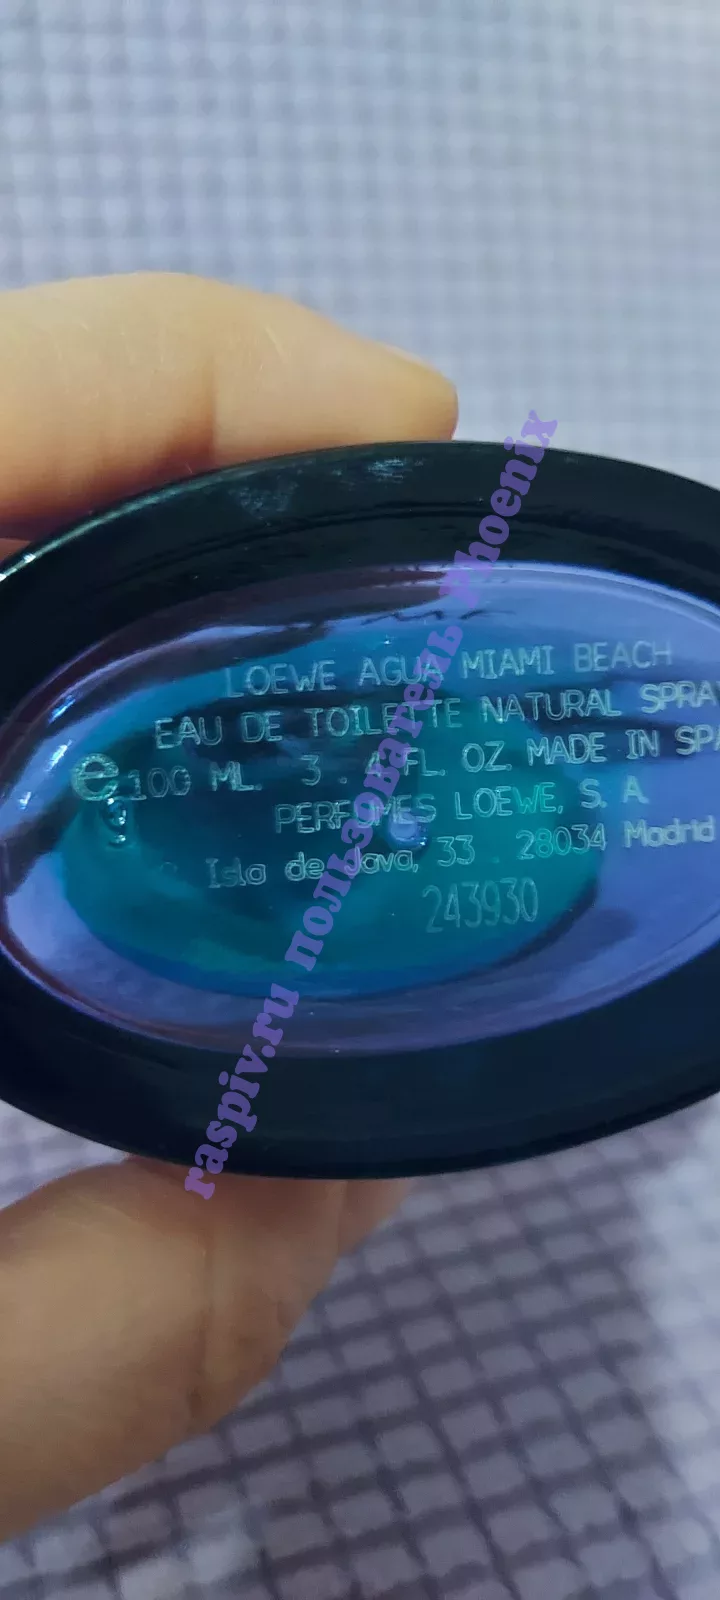 LOEWE AGUA MIAMI BEACH
EAU DE TOILETTE NATURAL SPRAY
e 100 ML. 3.4 FL. OZ. MADE IN SPA
PERFUMES LOEWE, S. A.
Isla de Java, 33 . 28034 Madrid
243930
raspiv.ru пользователь Phoenix